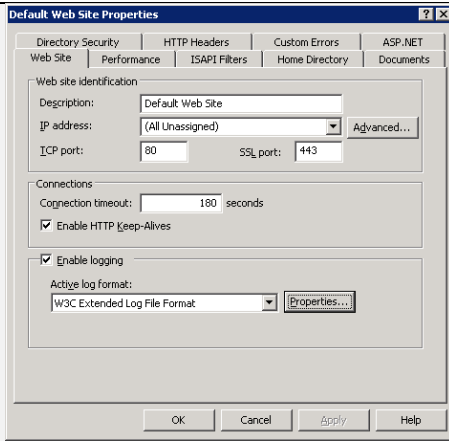 Default Web Site Properties
Directory Security HTTP Headers Custom Errors ASP.NET
Web Site Performance ISAPI Filters Home Directory Documents
Web site identification
Description: Default Web Site
IP address: (All Unassigned) Advanced...
TCP port: 80 SSL port: 443
Connections
Connection timeout: 180 seconds
Enable HTTP Keep-Alives
Enable logging
Active log format:
W3C Extended Log File Format Properties...
OK Cancel Apply Help